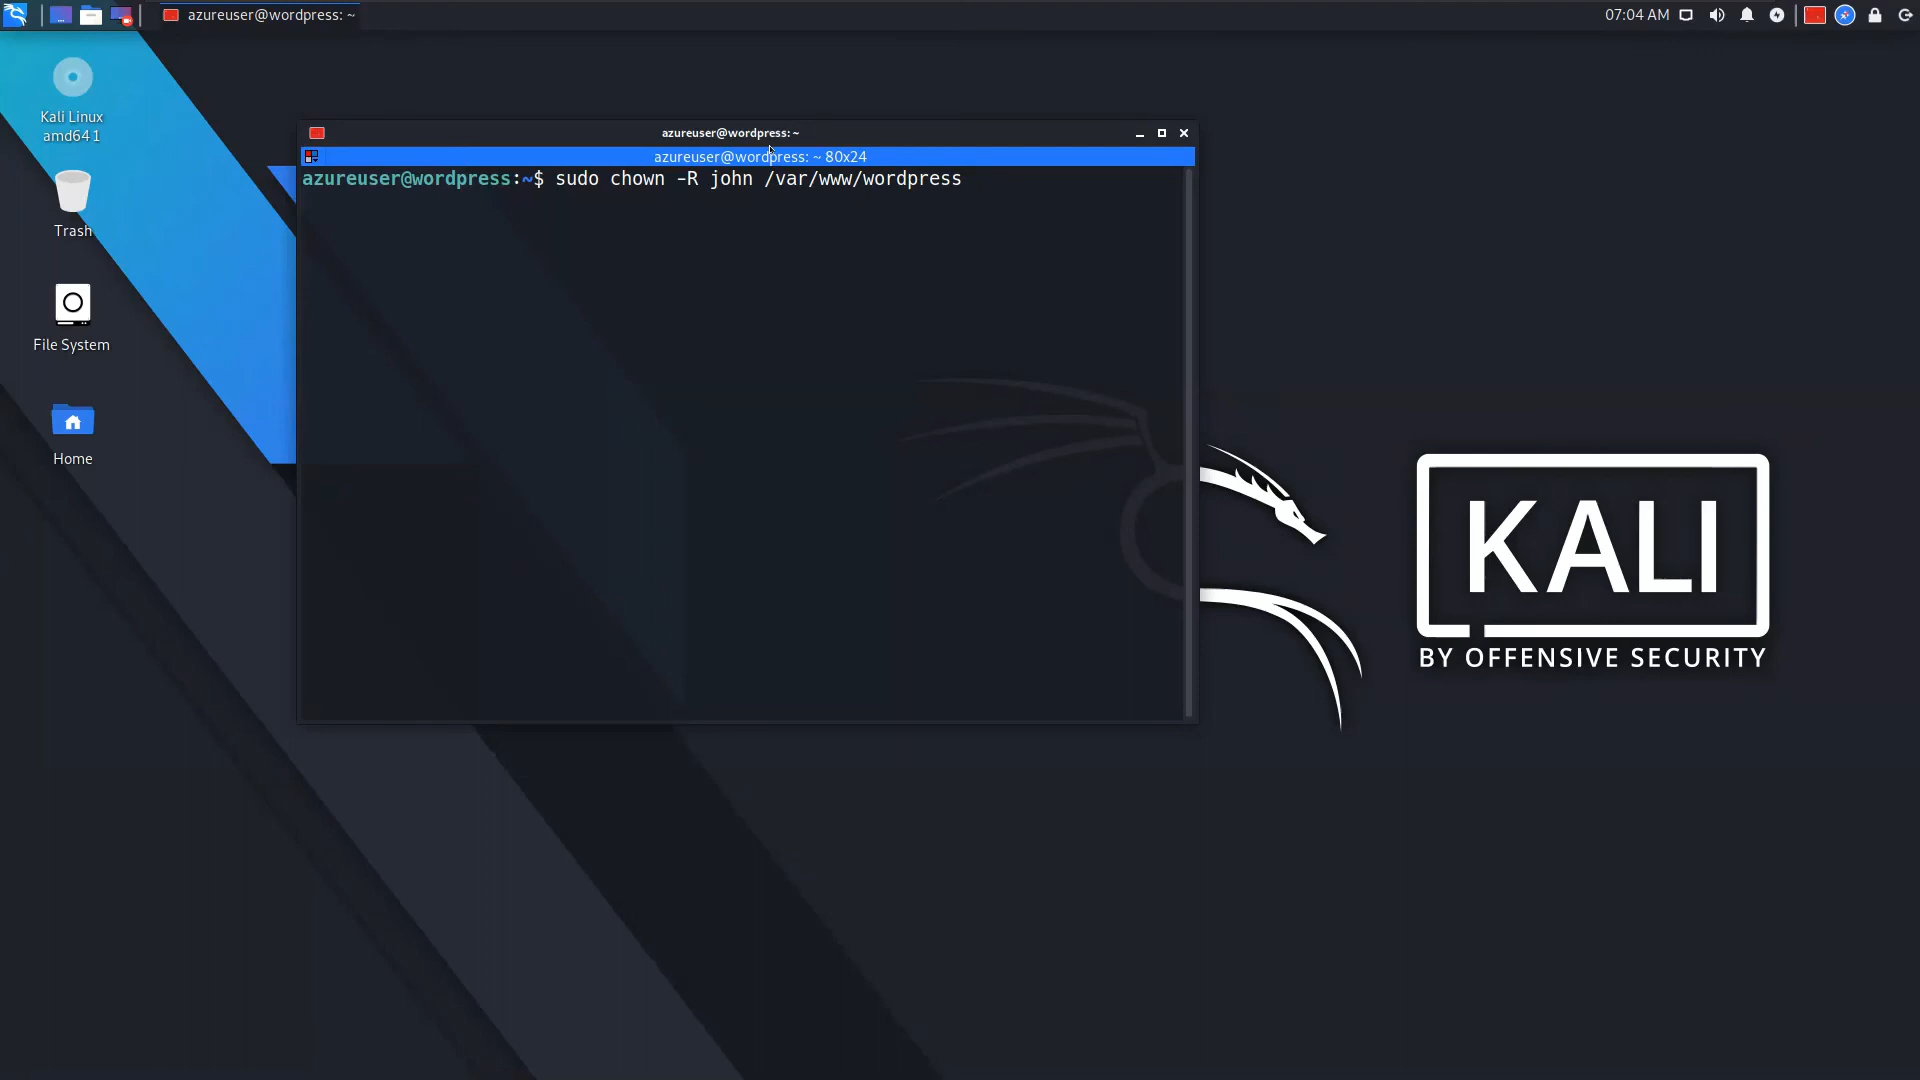 azureuser@wordpress: ~
07:04 AM
Kali Linux
amd64 1
Trash
File System
Home
azureuser@wordpress: ~
azureuser@wordpress: ~ 80x24
azureuser@wordpress:~$ sudo chown -R john /var/www/wordpress
KALI
BY OFFENSIVE SECURITY